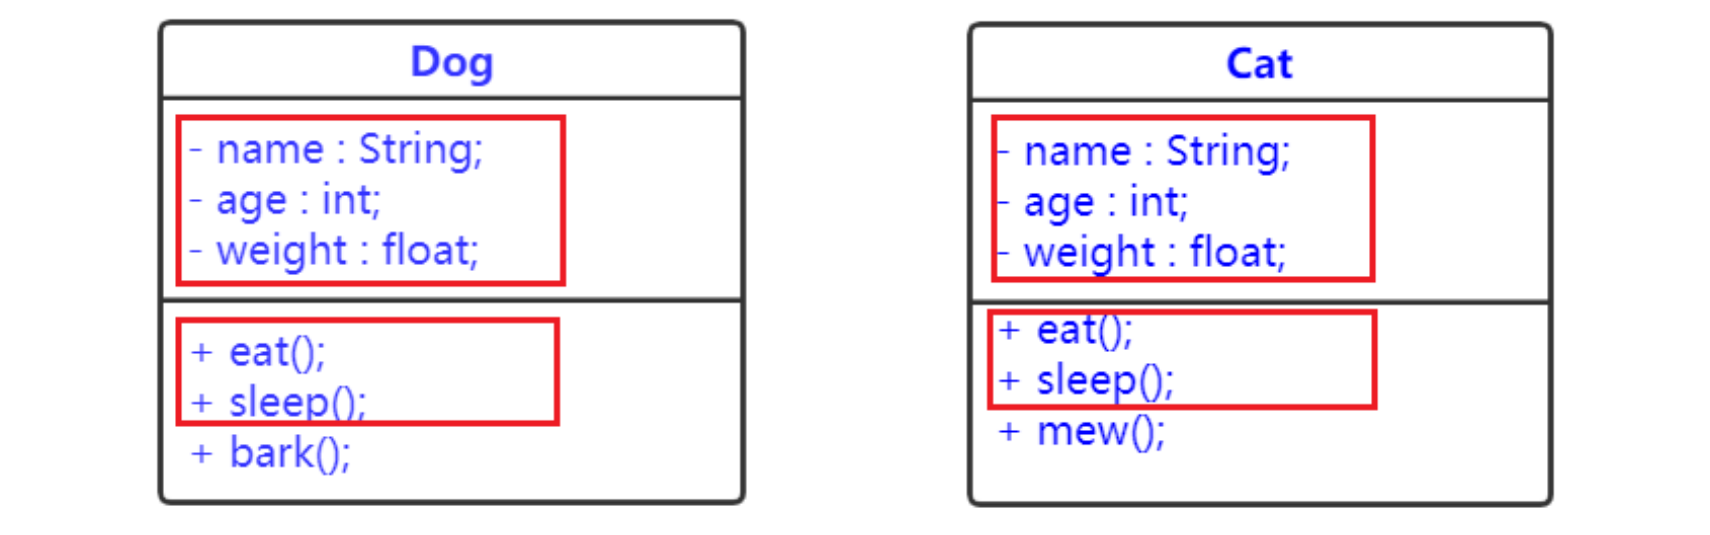 Dog
- name : String;
- age : int;
- weight : float;
+ eat();
+ sleep();
+ bark();
Cat
- name : String;
- age : int;
- weight : float;
+ eat();
+ sleep();
+ mew();